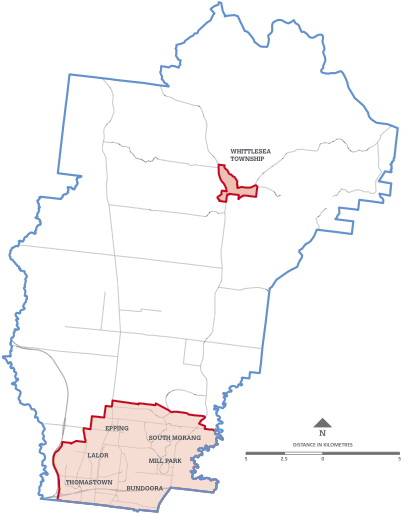 WHITTLESEA
TOWNSHIP
EPPING
SOUTH MORANG
LALOR
MILL PARK
THOMASTOWN
BUNDOORA
N
DISTANCE IN KILOMETRES
5 2.5 0 5